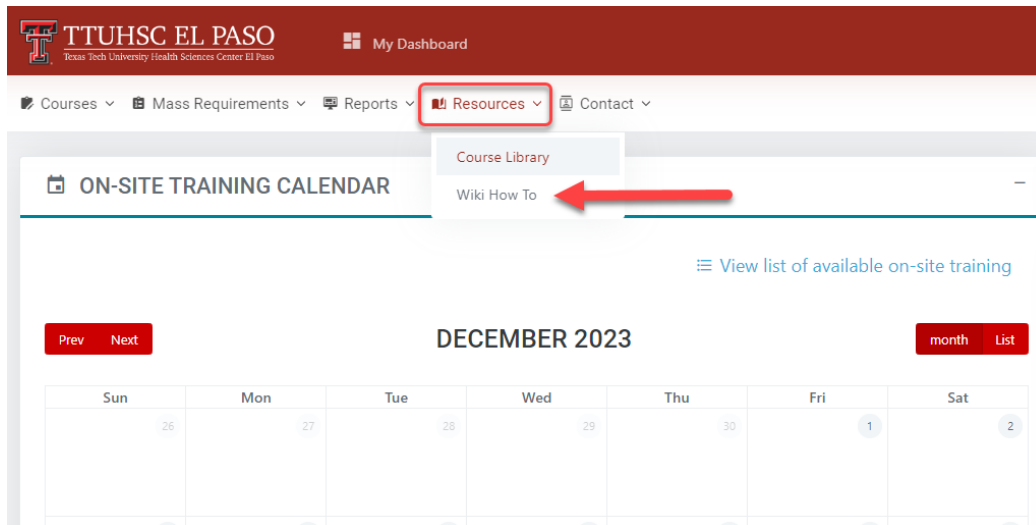 TTUHSC EL PASO
Texas Tech University Health Sciences Center El Paso
My Dashboard
Courses
Mass Requirements
Reports
Resources
Contact
Course Library
Wiki How To
ON-SITE TRAINING CALENDAR
View list of available on-site training
Prev Next
DECEMBER 2023
month List
Sun Mon Tue Wed Thu Fri Sat
26 27 28 29 30 1 2